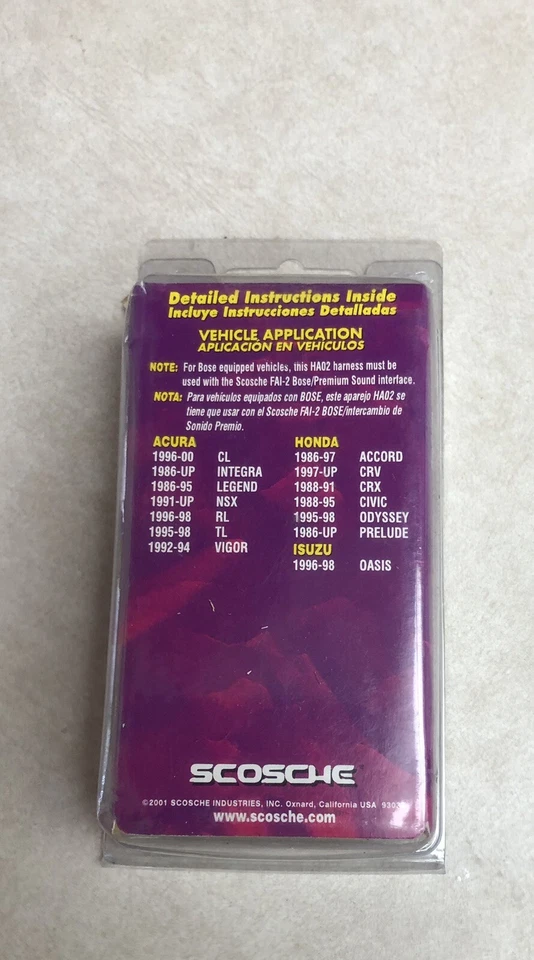 Detailed Instructions Inside
Incluye Instrucciones Detalladas
VEHICLE APPLICATION
APLICACIÓN EN VEHÍCULOS
NOTE: For Bose equipped vehicles, this HA02 harness must be
used with the Scosche FAI-2 Bose/Premium Sound interface.
NOTA: Para vehículos equipados con BOSE, este aparejo HA02 se
tiene que usar con el Scosche FAI-2 BOSE/intercambio de
Sonido Premio.
ACURA
1996-00 CL
1986-UP INTEGRA
1986-95 LEGEND
1991-UP NSX
1996-98 RL
1995-98 TL
1992-94 VIGOR
HONDA
1986-97 ACCORD
1997-UP CRV
1988-91 CRX
1988-95 CIVIC
1995-98 ODYSSEY
1986-UP PRELUDE
ISUZU
1996-98 OASIS
SCOSCHE
©2001 SCOSCHE INDUSTRIES, INC. Oxnard, California USA
www.scosche.com